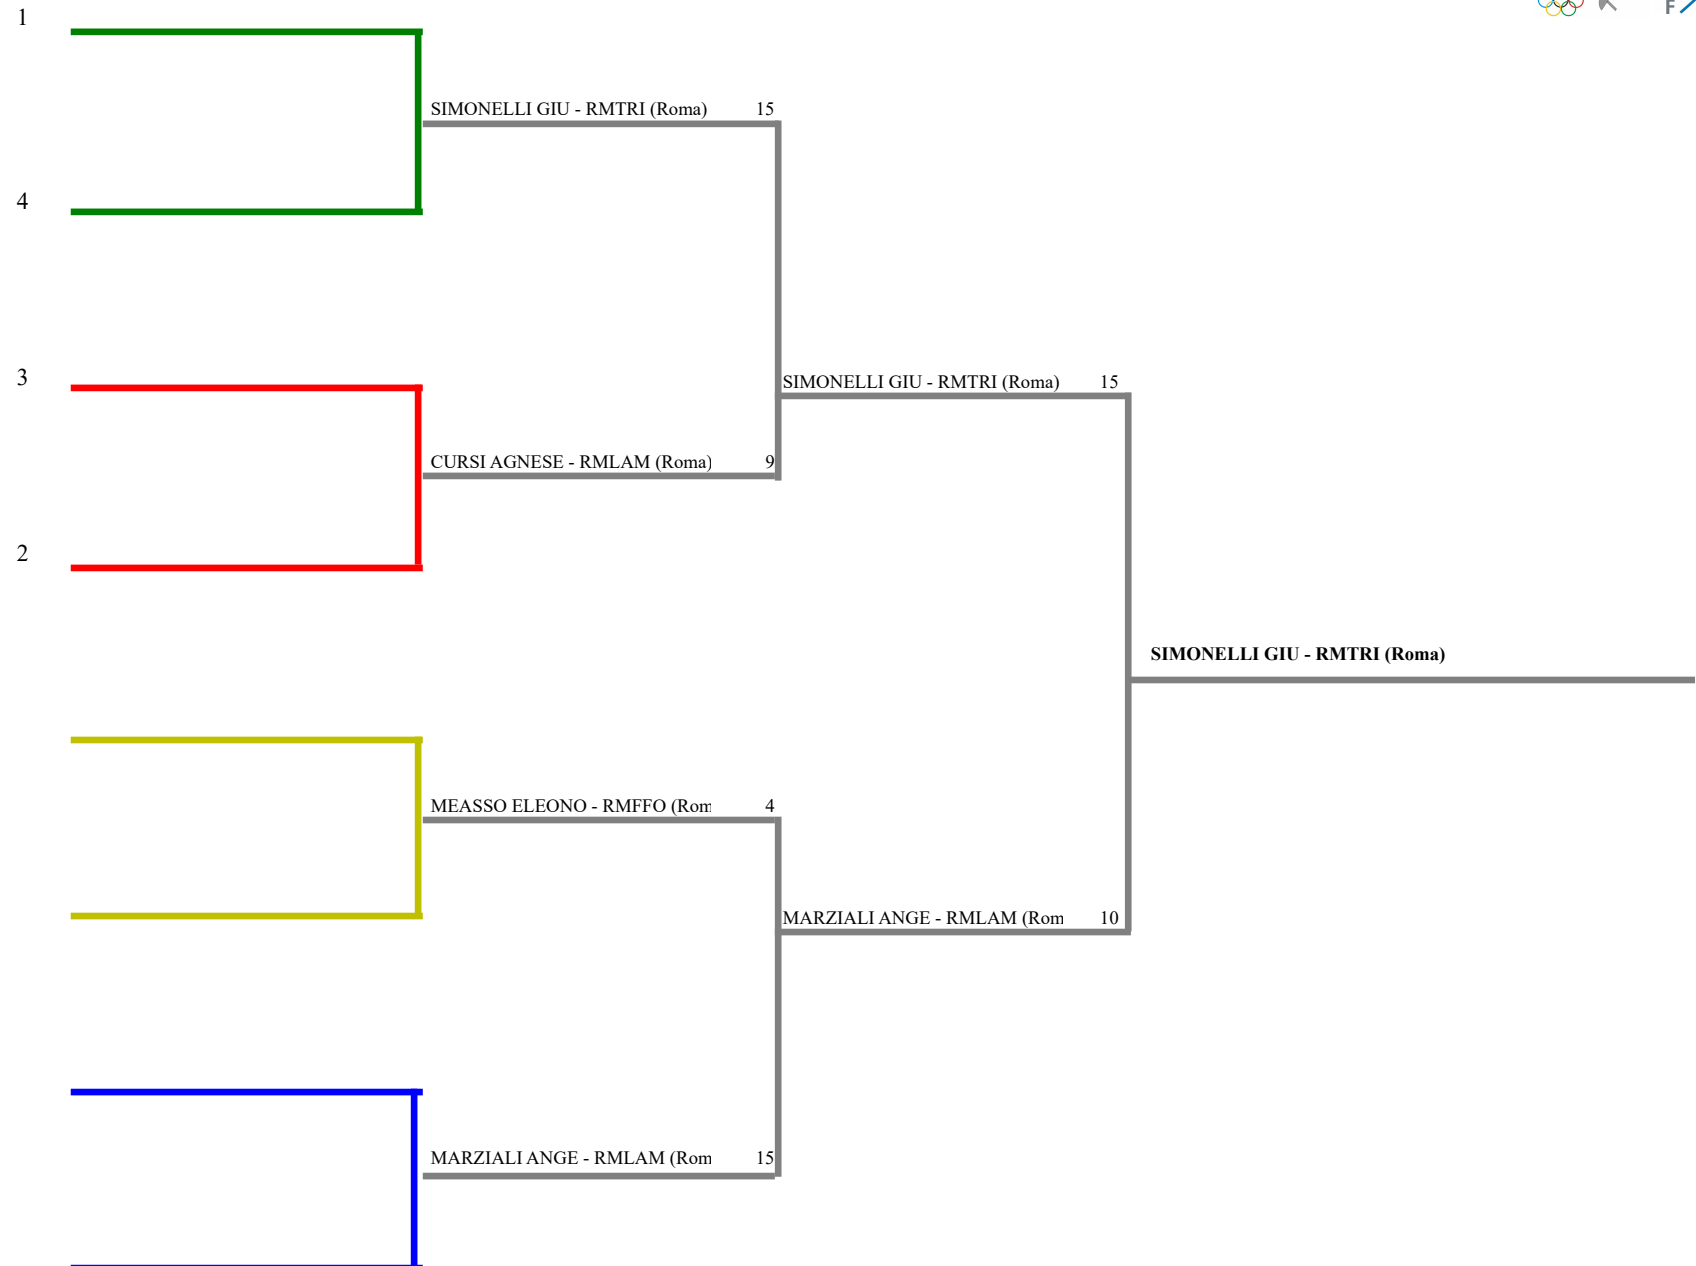 1
F
SIMONELLI GIU - RMTRI (Roma) 15
4
3
SIMONELLI GIU - RMTRI (Roma) 15
CURSI AGNESE - RMLAM (Roma) 9
2
SIMONELLI GIU - RMTRI (Roma)
MEASSO ELEONO - RMFFO (Rom 4
MARZIALI ANGE - RMLAM (Rom 10
MARZIALI ANGE - RMLAM (Rom 15